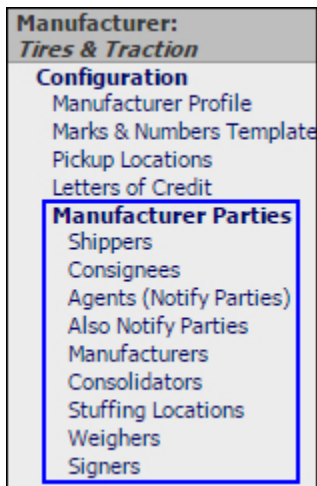 Manufacturer:
Tires & Traction
Configuration
Manufacturer Profile
Marks & Numbers Template
Pickup Locations
Letters of Credit
Manufacturer Parties
Shippers
Consignees
Agents (Notify Parties)
Also Notify Parties
Manufacturers
Consolidators
Stuffing Locations
Weighers
Signers